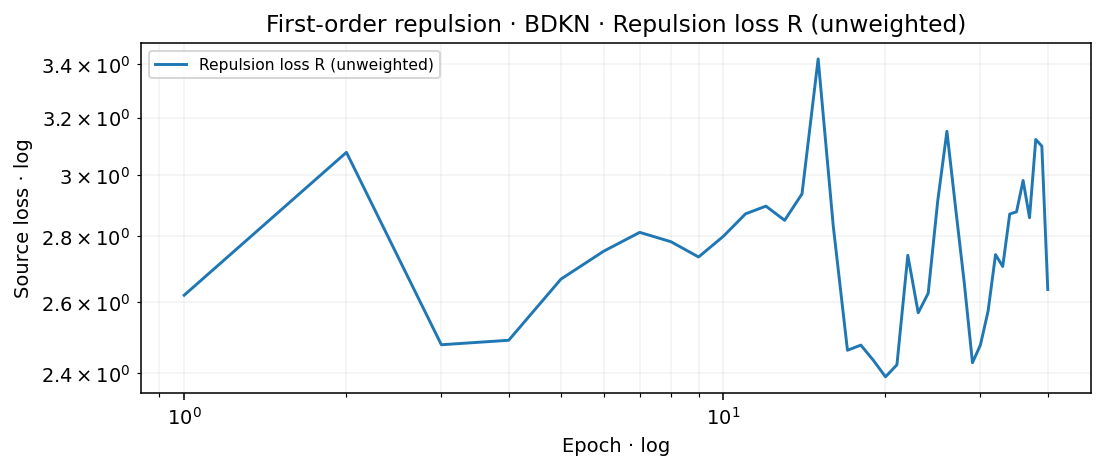 First-order repulsion · BDKN · Repulsion loss R (unweighted)
Repulsion loss R (unweighted)
Source loss · log
3.4 × 10⁰
3.2 × 10⁰
3 × 10⁰
2.8 × 10⁰
2.6 × 10⁰
2.4 × 10⁰
10⁰
10¹
Epoch · log